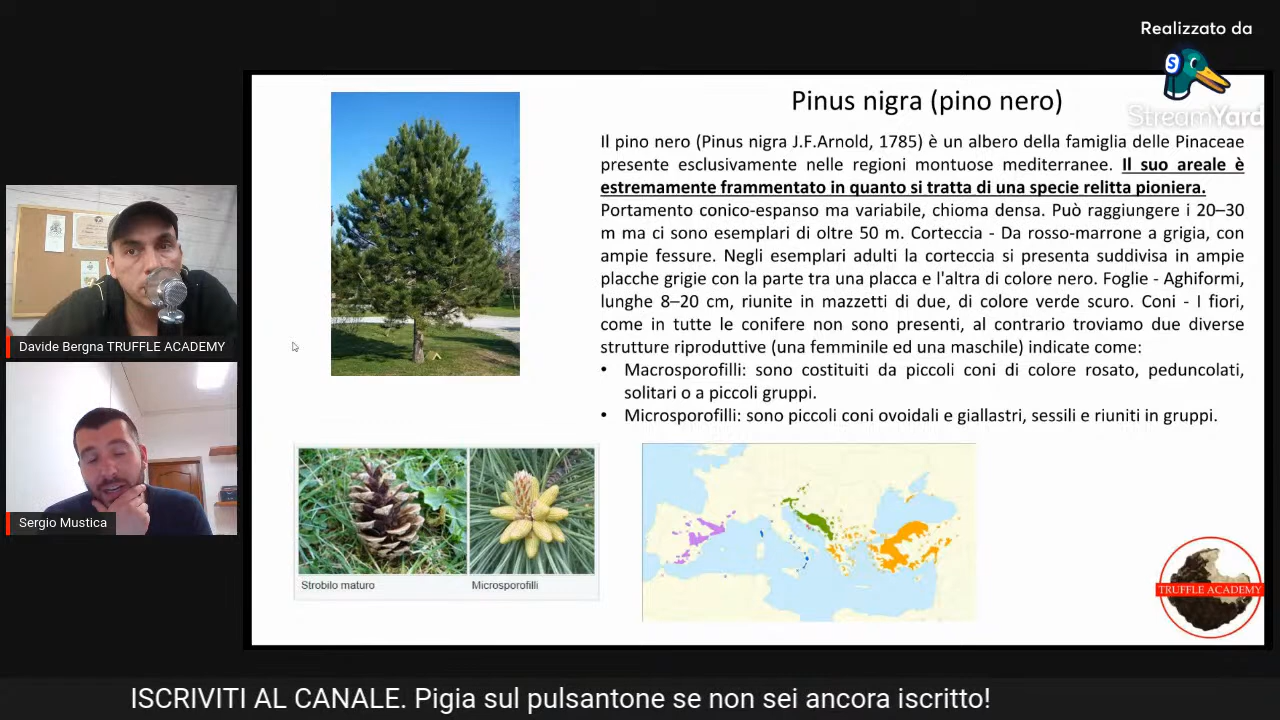 Realizzato da
StreamYard
Pinus nigra (pino nero)
Il pino nero (Pinus nigra J.F.Arnold, 1785) è un albero della famiglia delle Pinaceae
presente esclusivamente nelle regioni montuose mediterranee. Il suo areale è
estremamente frammentato in quanto si tratta di una specie relitta pioniera.
Portamento conico-espanso ma variabile, chioma densa. Può raggiungere i 20–30
m ma ci sono esemplari di oltre 50 m. Corteccia - Da rosso-marrone a grigia, con
ampie fessure. Negli esemplari adulti la corteccia si presenta suddivisa in ampie
placche grigie con la parte tra una placca e l'altra di colore nero. Foglie - Aghiformi,
lunghe 8–20 cm, riunite in mazzetti di due, di colore verde scuro. Coni - I fiori,
come in tutte le conifere non sono presenti, al contrario troviamo due diverse
strutture riproduttive (una femminile ed una maschile) indicate come:
• Macrosporofilli: sono costituiti da piccoli coni di colore rosato, peduncolati,
solitari o a piccoli gruppi.
• Microsporofilli: sono piccoli coni ovoidali e giallastri, sessili e riuniti in gruppi.
Davide Bergna TRUFFLE ACADEMY
Sergio Mustica
Strobilo maturo
Microsporofilli
TRUFFLE ACADEMY
ISCRIVITI AL CANALE. Pigia sul pulsantone se non sei ancora iscritto!